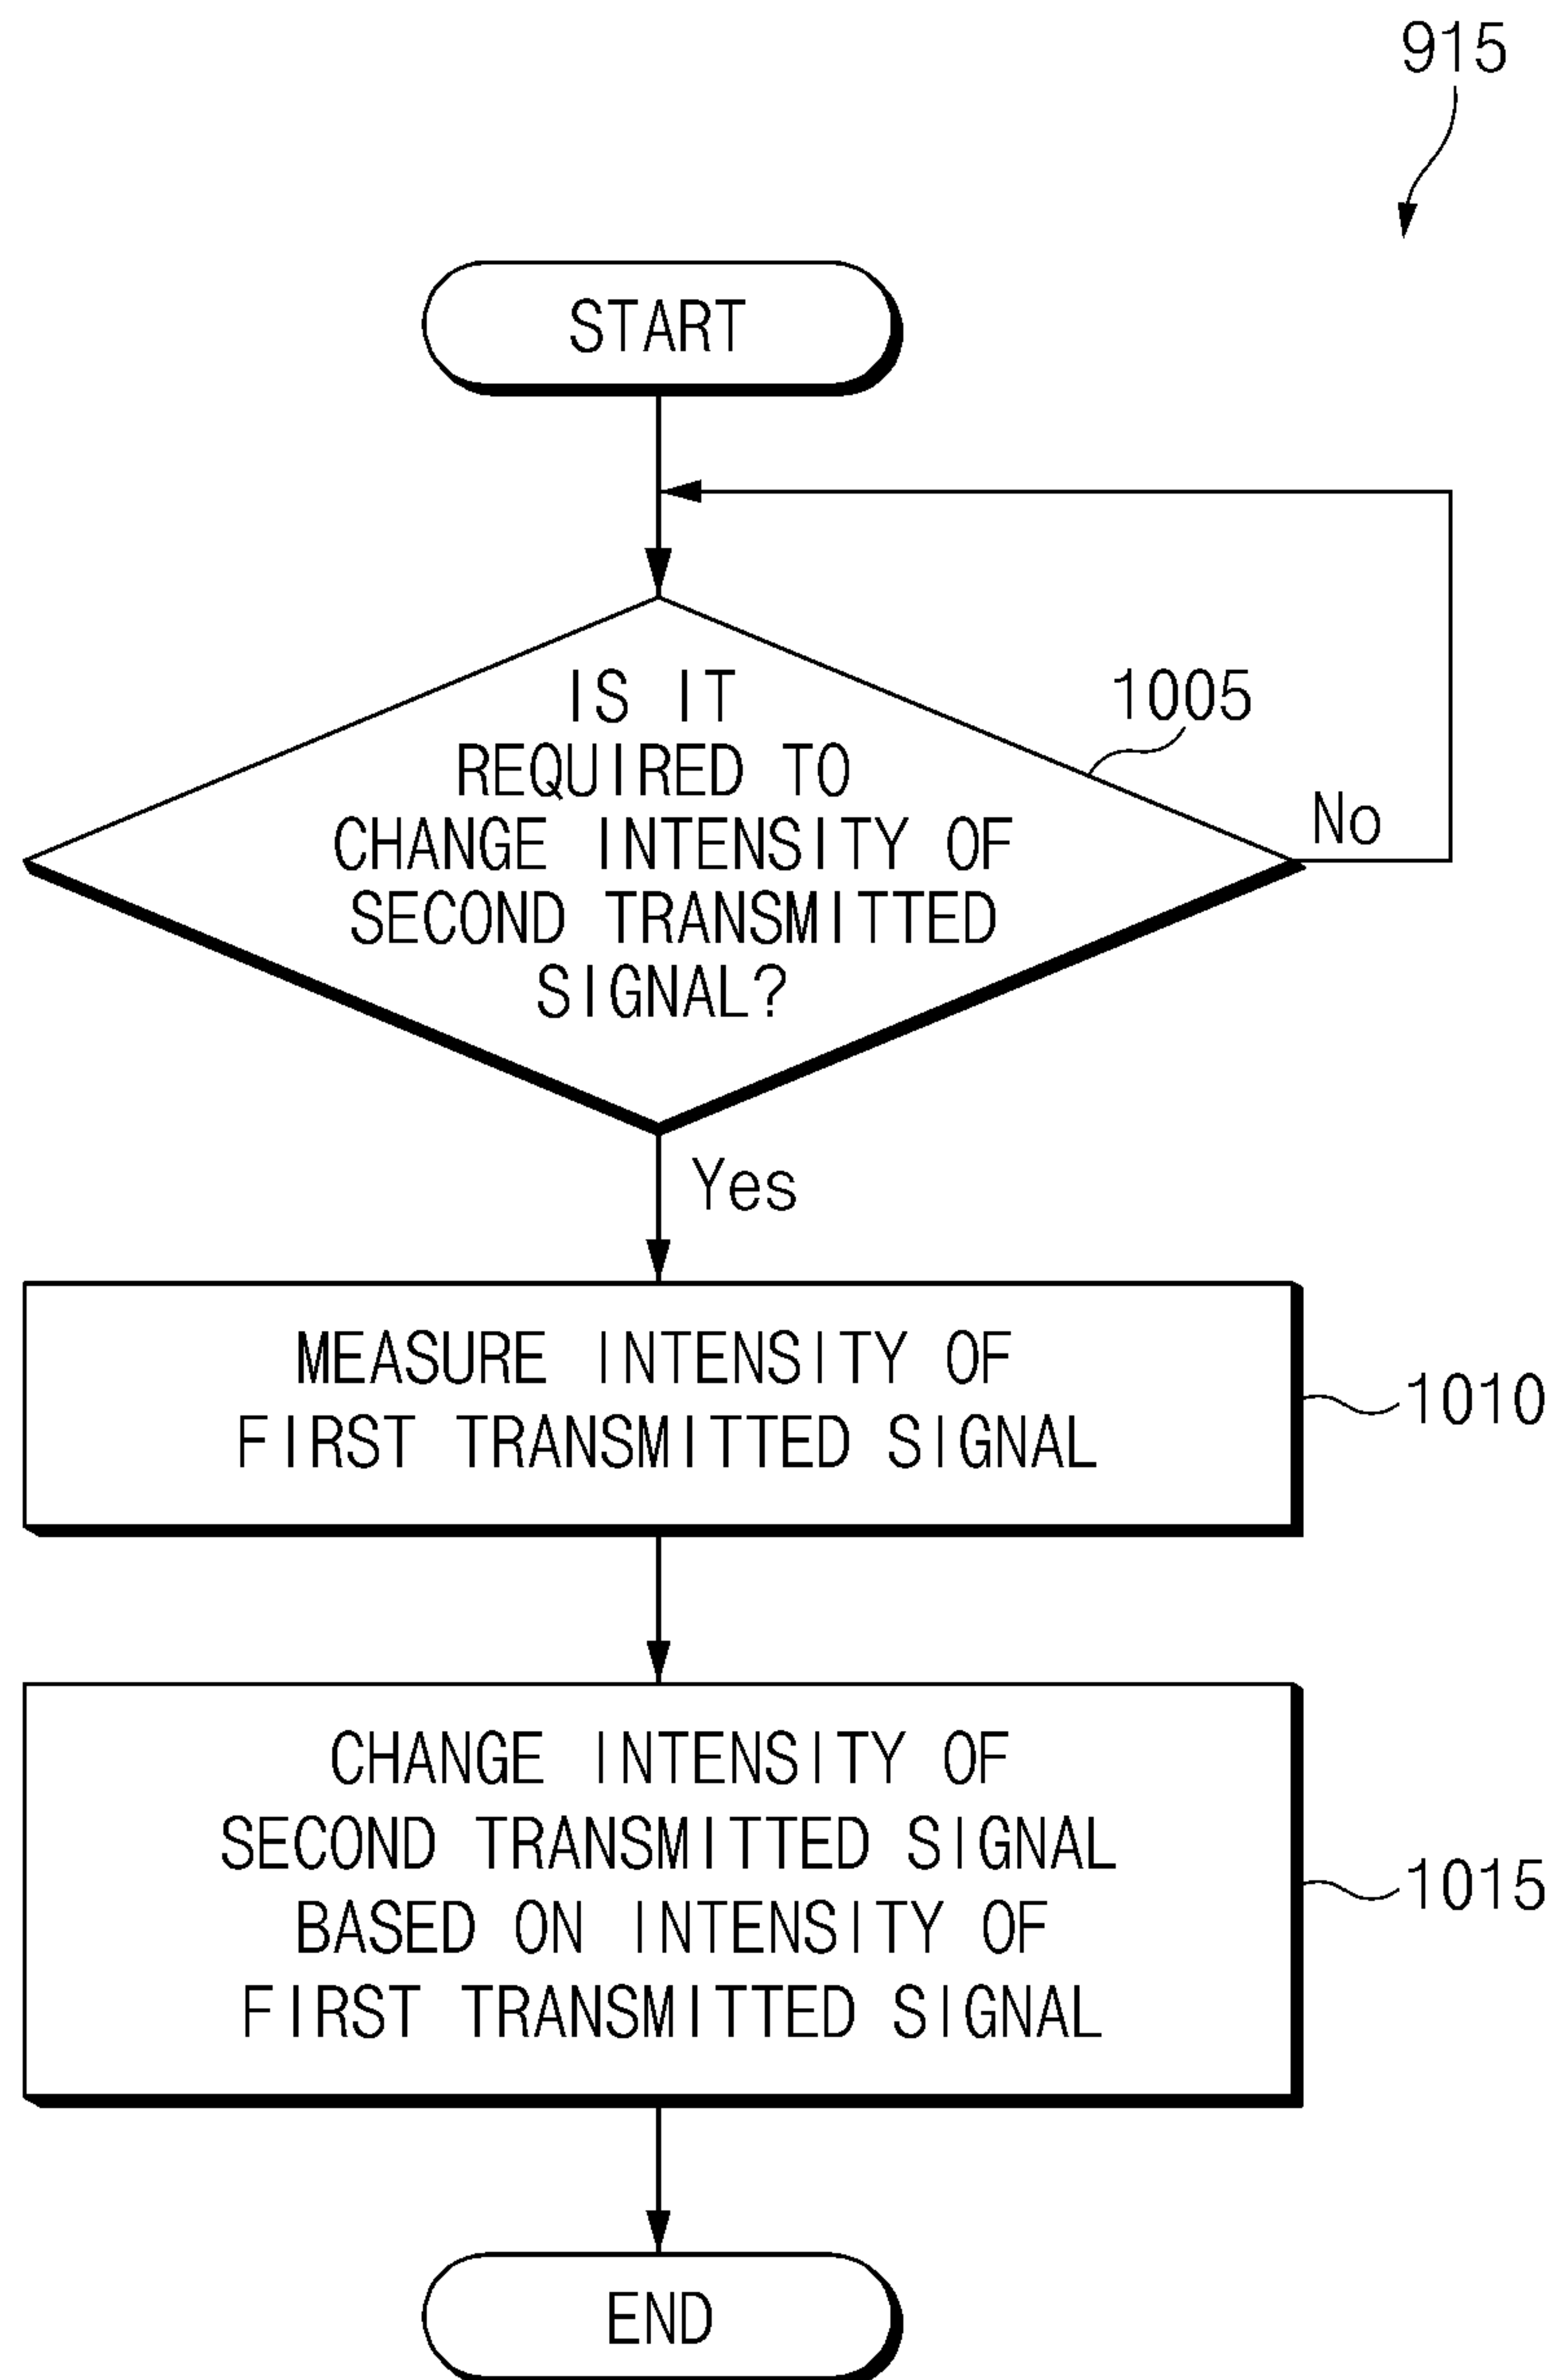 915
START
IS IT
REQUIRED TO
CHANGE INTENSITY OF
SECOND TRANSMITTED
SIGNAL?
1005
No
Yes
MEASURE INTENSITY OF
FIRST TRANSMITTED SIGNAL
1010
CHANGE INTENSITY OF
SECOND TRANSMITTED SIGNAL
BASED ON INTENSITY OF
FIRST TRANSMITTED SIGNAL
1015
END